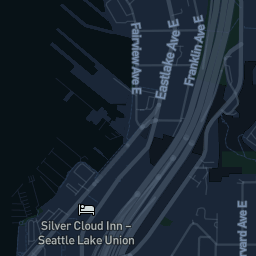 Fairview Ave E
Eastlake Ave E
Franklin Ave E
Silver Cloud Inn –
Seattle Lake Union
rvard Ave E